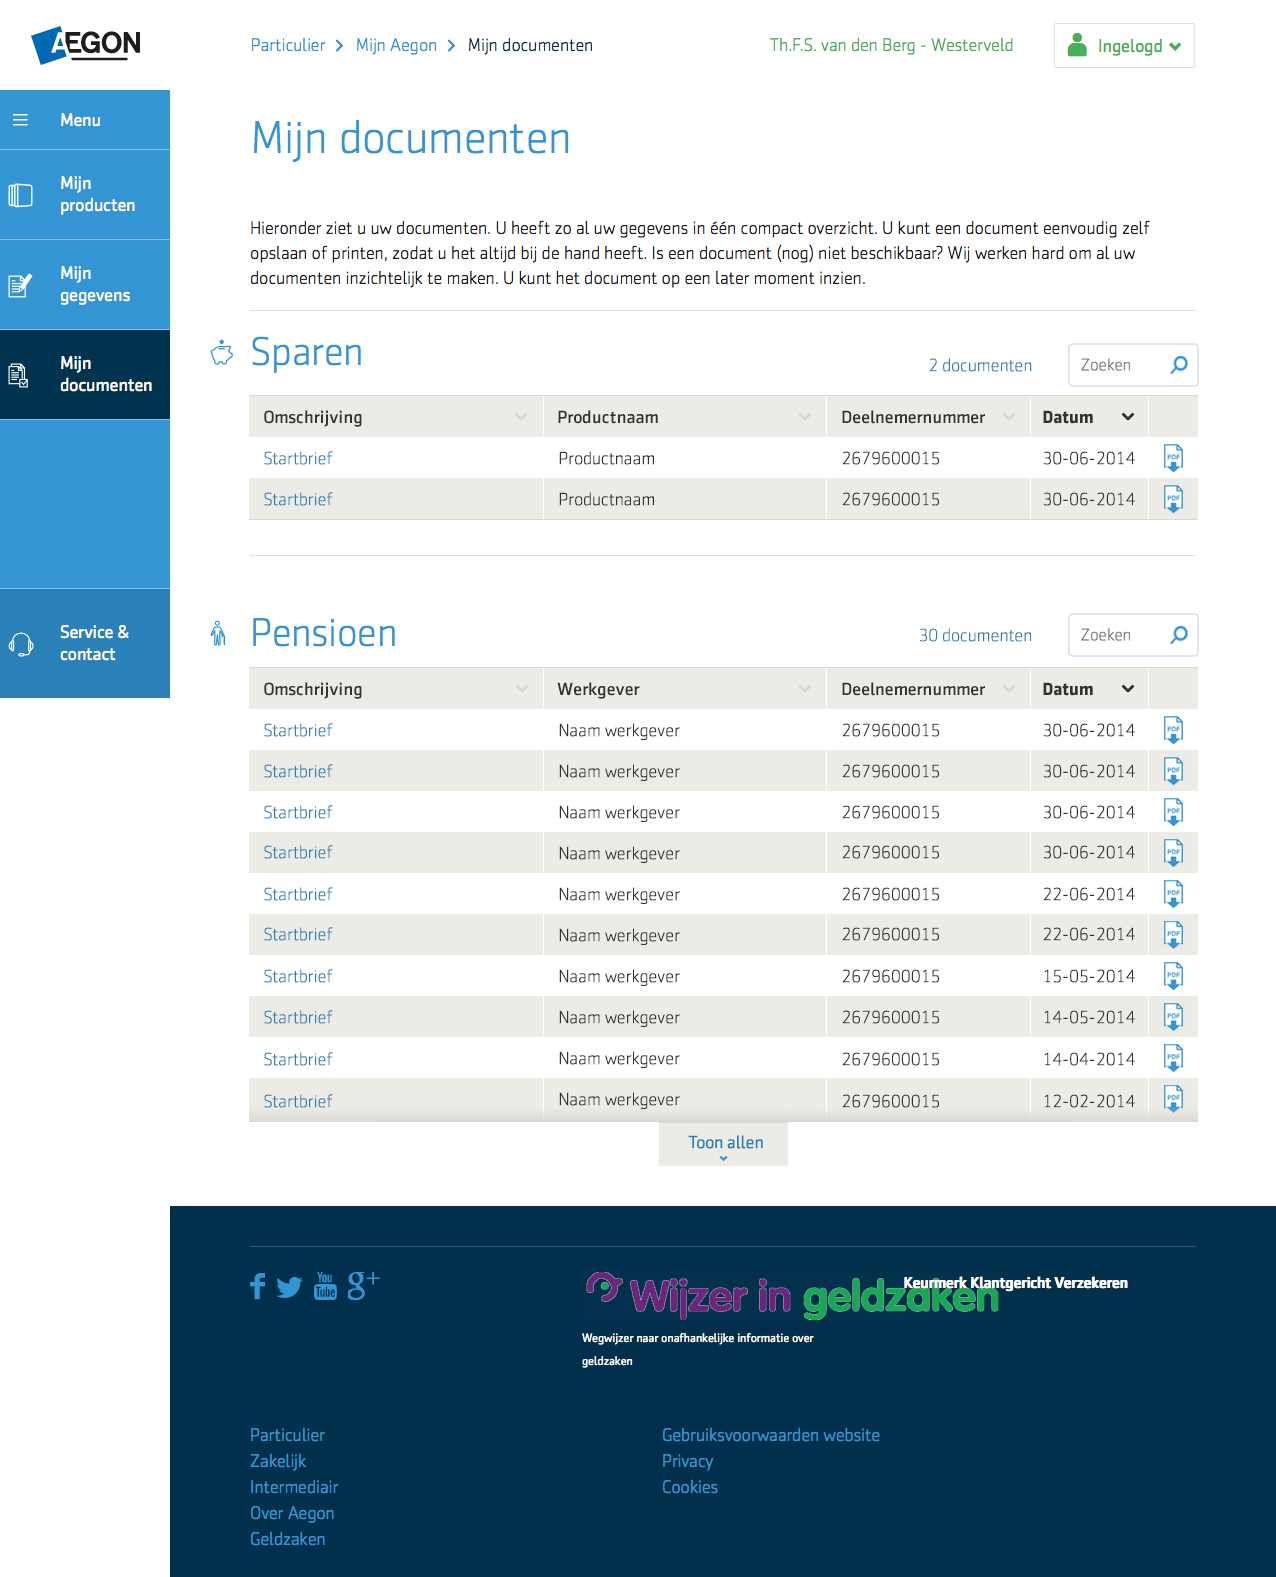 AEGON
Particulier > Mijn Aegon > Mijn documenten
Th.F.S. van den Berg - Westerveld
Ingelogd
Menu
Mijn
producten
Mijn
gegevens
Mijn
documenten
Service &
contact
Mijn documenten
Hieronder ziet u uw documenten. U heeft zo al uw gegevens in één compact overzicht. U kunt een document eenvoudig zelf
opslaan of printen, zodat u het altijd bij de hand heeft. Is een document (nog) niet beschikbaar? Wij werken hard om al uw
documenten inzichtelijk te maken. U kunt het document op een later moment inzien.
Sparen
2 documenten
Zoeken
Omschrijving Productnaam Deelnemernummer Datum
Startbrief Productnaam 2679600015 30-06-2014 PDF
Startbrief Productnaam 2679600015 30-06-2014 PDF
Pensioen
30 documenten
Zoeken
Omschrijving Werkgever Deelnemernummer Datum
Startbrief Naam werkgever 2679600015 30-06-2014 PDF
Startbrief Naam werkgever 2679600015 30-06-2014 PDF
Startbrief Naam werkgever 2679600015 30-06-2014 PDF
Startbrief Naam werkgever 2679600015 30-06-2014 PDF
Startbrief Naam werkgever 2679600015 22-06-2014 PDF
Startbrief Naam werkgever 2679600015 22-06-2014 PDF
Startbrief Naam werkgever 2679600015 15-05-2014 PDF
Startbrief Naam werkgever 2679600015 14-05-2014 PDF
Startbrief Naam werkgever 2679600015 14-04-2014 PDF
Startbrief Naam werkgever 2679600015 12-02-2014 PDF
Toon allen
f You Tube g+
Wijzer in geldzaken
Keurmerk Klantgericht Verzekeren
Wegwijzer naar onafhankelijke informatie over
geldzaken
Particulier
Zakelijk
Intermediair
Over Aegon
Geldzaken
Gebruiksvoorwaarden website
Privacy
Cookies